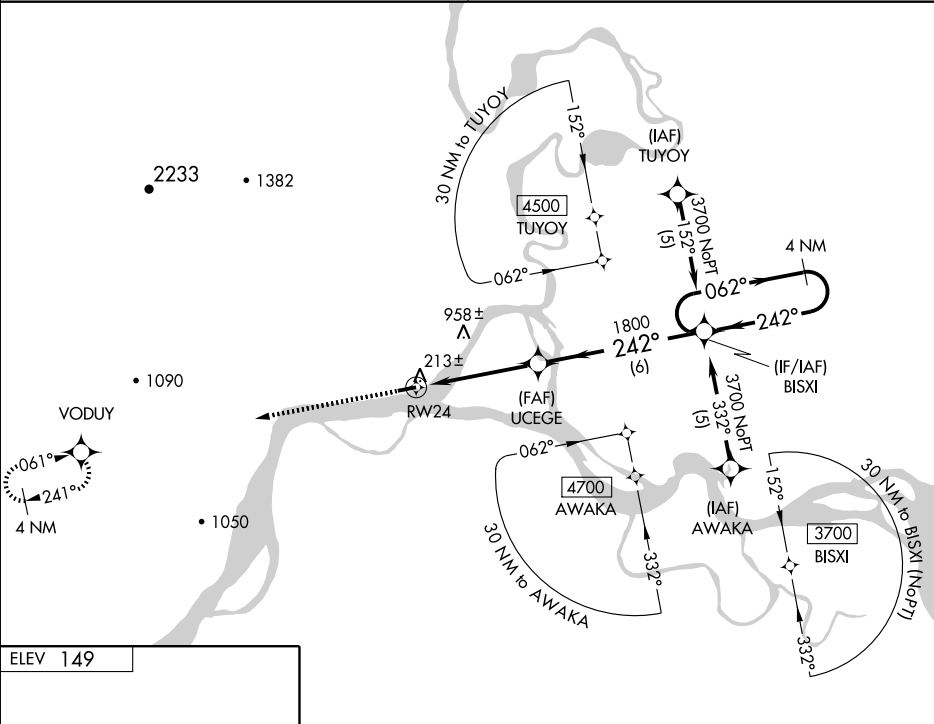 30 NM to TUYOY
152°
4500
TUYOY
062°
(IAF)
TUYOY
3700 NoPT
152°
(5)
4 NM
062°
242°
2233
1382
958±
213±
1800
242°
(6)
(IF/IAF)
BISXI
1090
RW24
(FAF)
UCEGE
3700 NoPT
332°
(5)
VODUY
061°
241°
4 NM
1050
062°
4700
AWAKA
332°
30 NM to AWAKA
(IAF)
AWAKA
152°
3700
BISXI
332°
30 NM to BISXI (NoPT)
ELEV 149